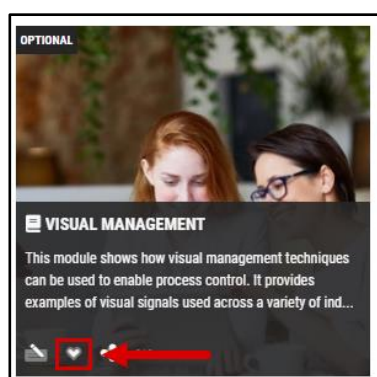 OPTIONAL
VISUAL MANAGEMENT
This module shows how visual management techniques
can be used to enable process control. It provides
examples of visual signals used across a variety of ind...